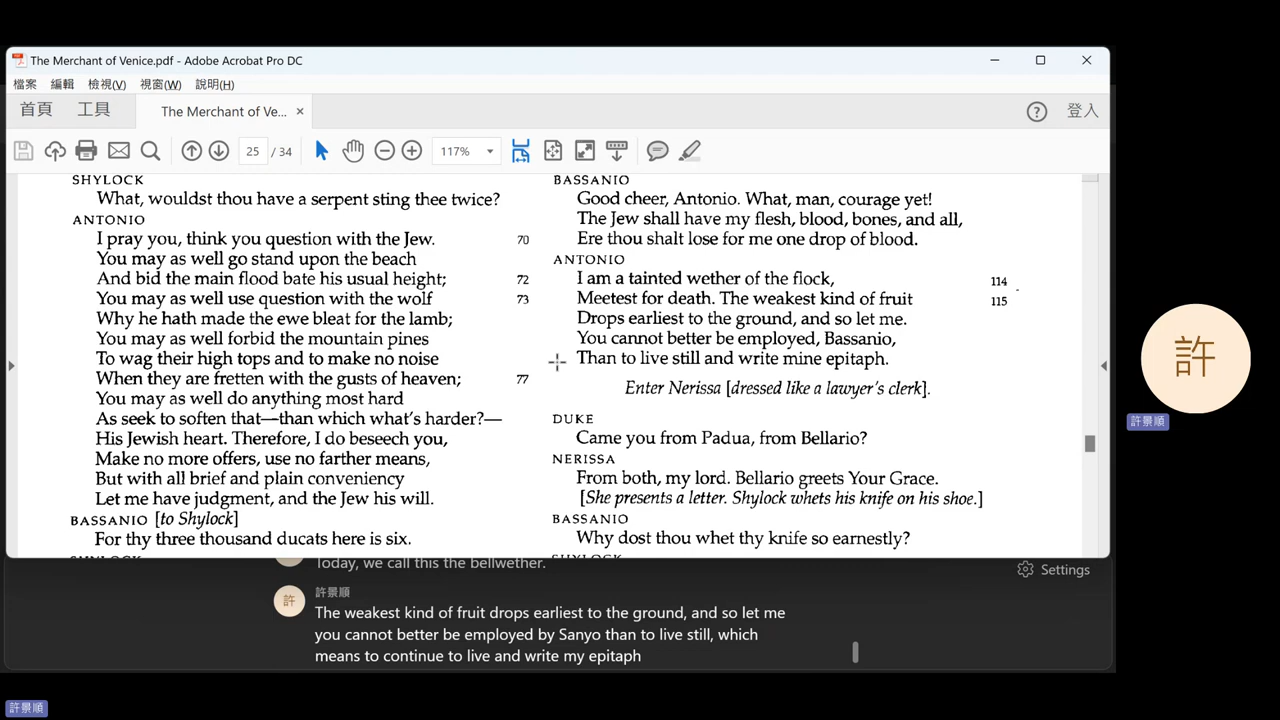 The Merchant of Venice.pdf - Adobe Acrobat Pro DC
檔案 編輯 檢視(V) 視窗(W) 說明(H)
首頁 工具 The Merchant of Ve... × 登入
25 / 34 117%
SHYLOCK
What, wouldst thou have a serpent sting thee twice?
ANTONIO
I pray you, think you question with the Jew. 70
You may as well go stand upon the beach
And bid the main flood bate his usual height; 72
You may as well use question with the wolf 73
Why he hath made the ewe bleat for the lamb;
You may as well forbid the mountain pines
To wag their high tops and to make no noise
When they are fretten with the gusts of heaven; 77
You may as well do anything most hard
As seek to soften that—than which what's harder?—
His Jewish heart. Therefore, I do beseech you,
Make no more offers, use no farther means,
But with all brief and plain conveniency
Let me have judgment, and the Jew his will.
BASSANIO [to Shylock]
For thy three thousand ducats here is six.
BASSANIO
Good cheer, Antonio. What, man, courage yet!
The Jew shall have my flesh, blood, bones, and all,
Ere thou shalt lose for me one drop of blood.
ANTONIO
I am a tainted wether of the flock, 114
Meetest for death. The weakest kind of fruit 115
Drops earliest to the ground, and so let me.
You cannot better be employed, Bassanio,
Than to live still and write mine epitaph.
Enter Nerissa [dressed like a lawyer's clerk].
DUKE
Came you from Padua, from Bellario?
NERISSA
From both, my lord. Bellario greets Your Grace.
[She presents a letter. Shylock whets his knife on his shoe.]
BASSANIO
Why dost thou whet thy knife so earnestly?
SHYLOCK
Today, we call this the bellwether.
Settings
許
許景順
The weakest kind of fruit drops earliest to the ground, and so let me
you cannot better be employed by Sanyo than to live still, which
means to continue to live and write my epitaph
許
許景順
許景順